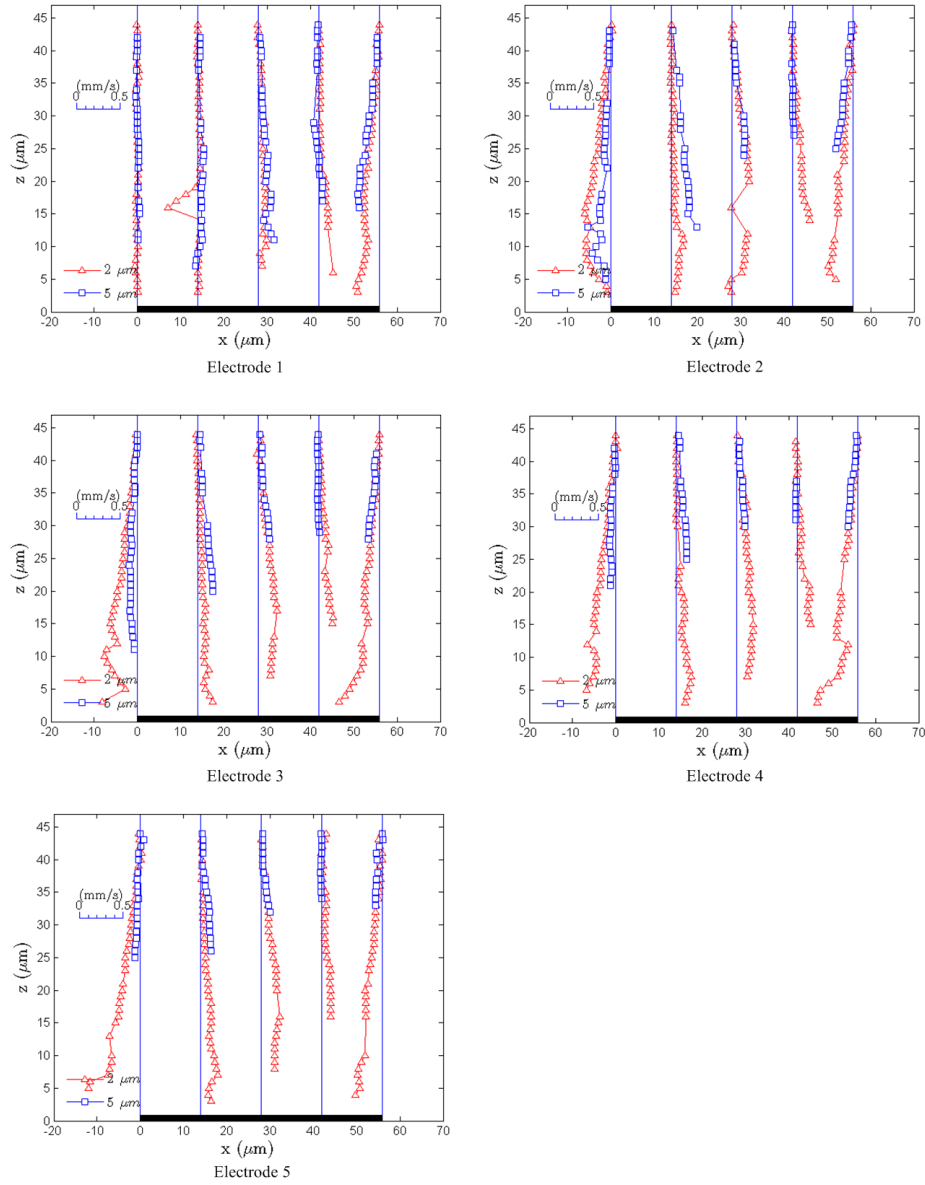 45
40
35
30
25
20
15
10
5
0
z (μm)
(mm/s)
0 0.5
2 μm
5 μm
-20 -10 0 10 20 30 40 50 60 70
x (μm)
Electrode 1
45
40
35
30
25
20
15
10
5
0
z (μm)
(mm/s)
0 0.5
2 μm
5 μm
-20 -10 0 10 20 30 40 50 60 70
x (μm)
Electrode 2
45
40
35
30
25
20
15
10
5
0
z (μm)
(mm/s)
0 0.5
2 μm
5 μm
-20 -10 0 10 20 30 40 50 60 70
x (μm)
Electrode 3
45
40
35
30
25
20
15
10
5
0
z (μm)
(mm/s)
0 0.5
2 μm
5 μm
-20 -10 0 10 20 30 40 50 60 70
x (μm)
Electrode 4
45
40
35
30
25
20
15
10
5
0
z (μm)
(mm/s)
0 0.5
2 μm
5 μm
-20 -10 0 10 20 30 40 50 60 70
x (μm)
Electrode 5